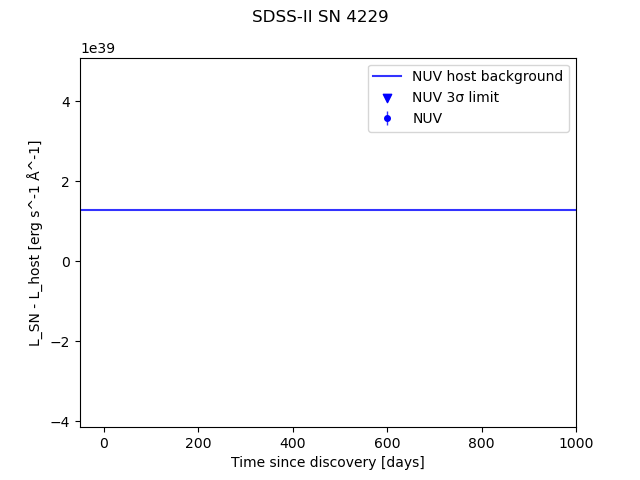 SDSS-II SN 4229
1e39
NUV host background
NUV 3σ limit
NUV
4
2
0
−2
−4
L_SN - L_host [erg s^-1 Å^-1]
0 200 400 600 800 1000
Time since discovery [days]